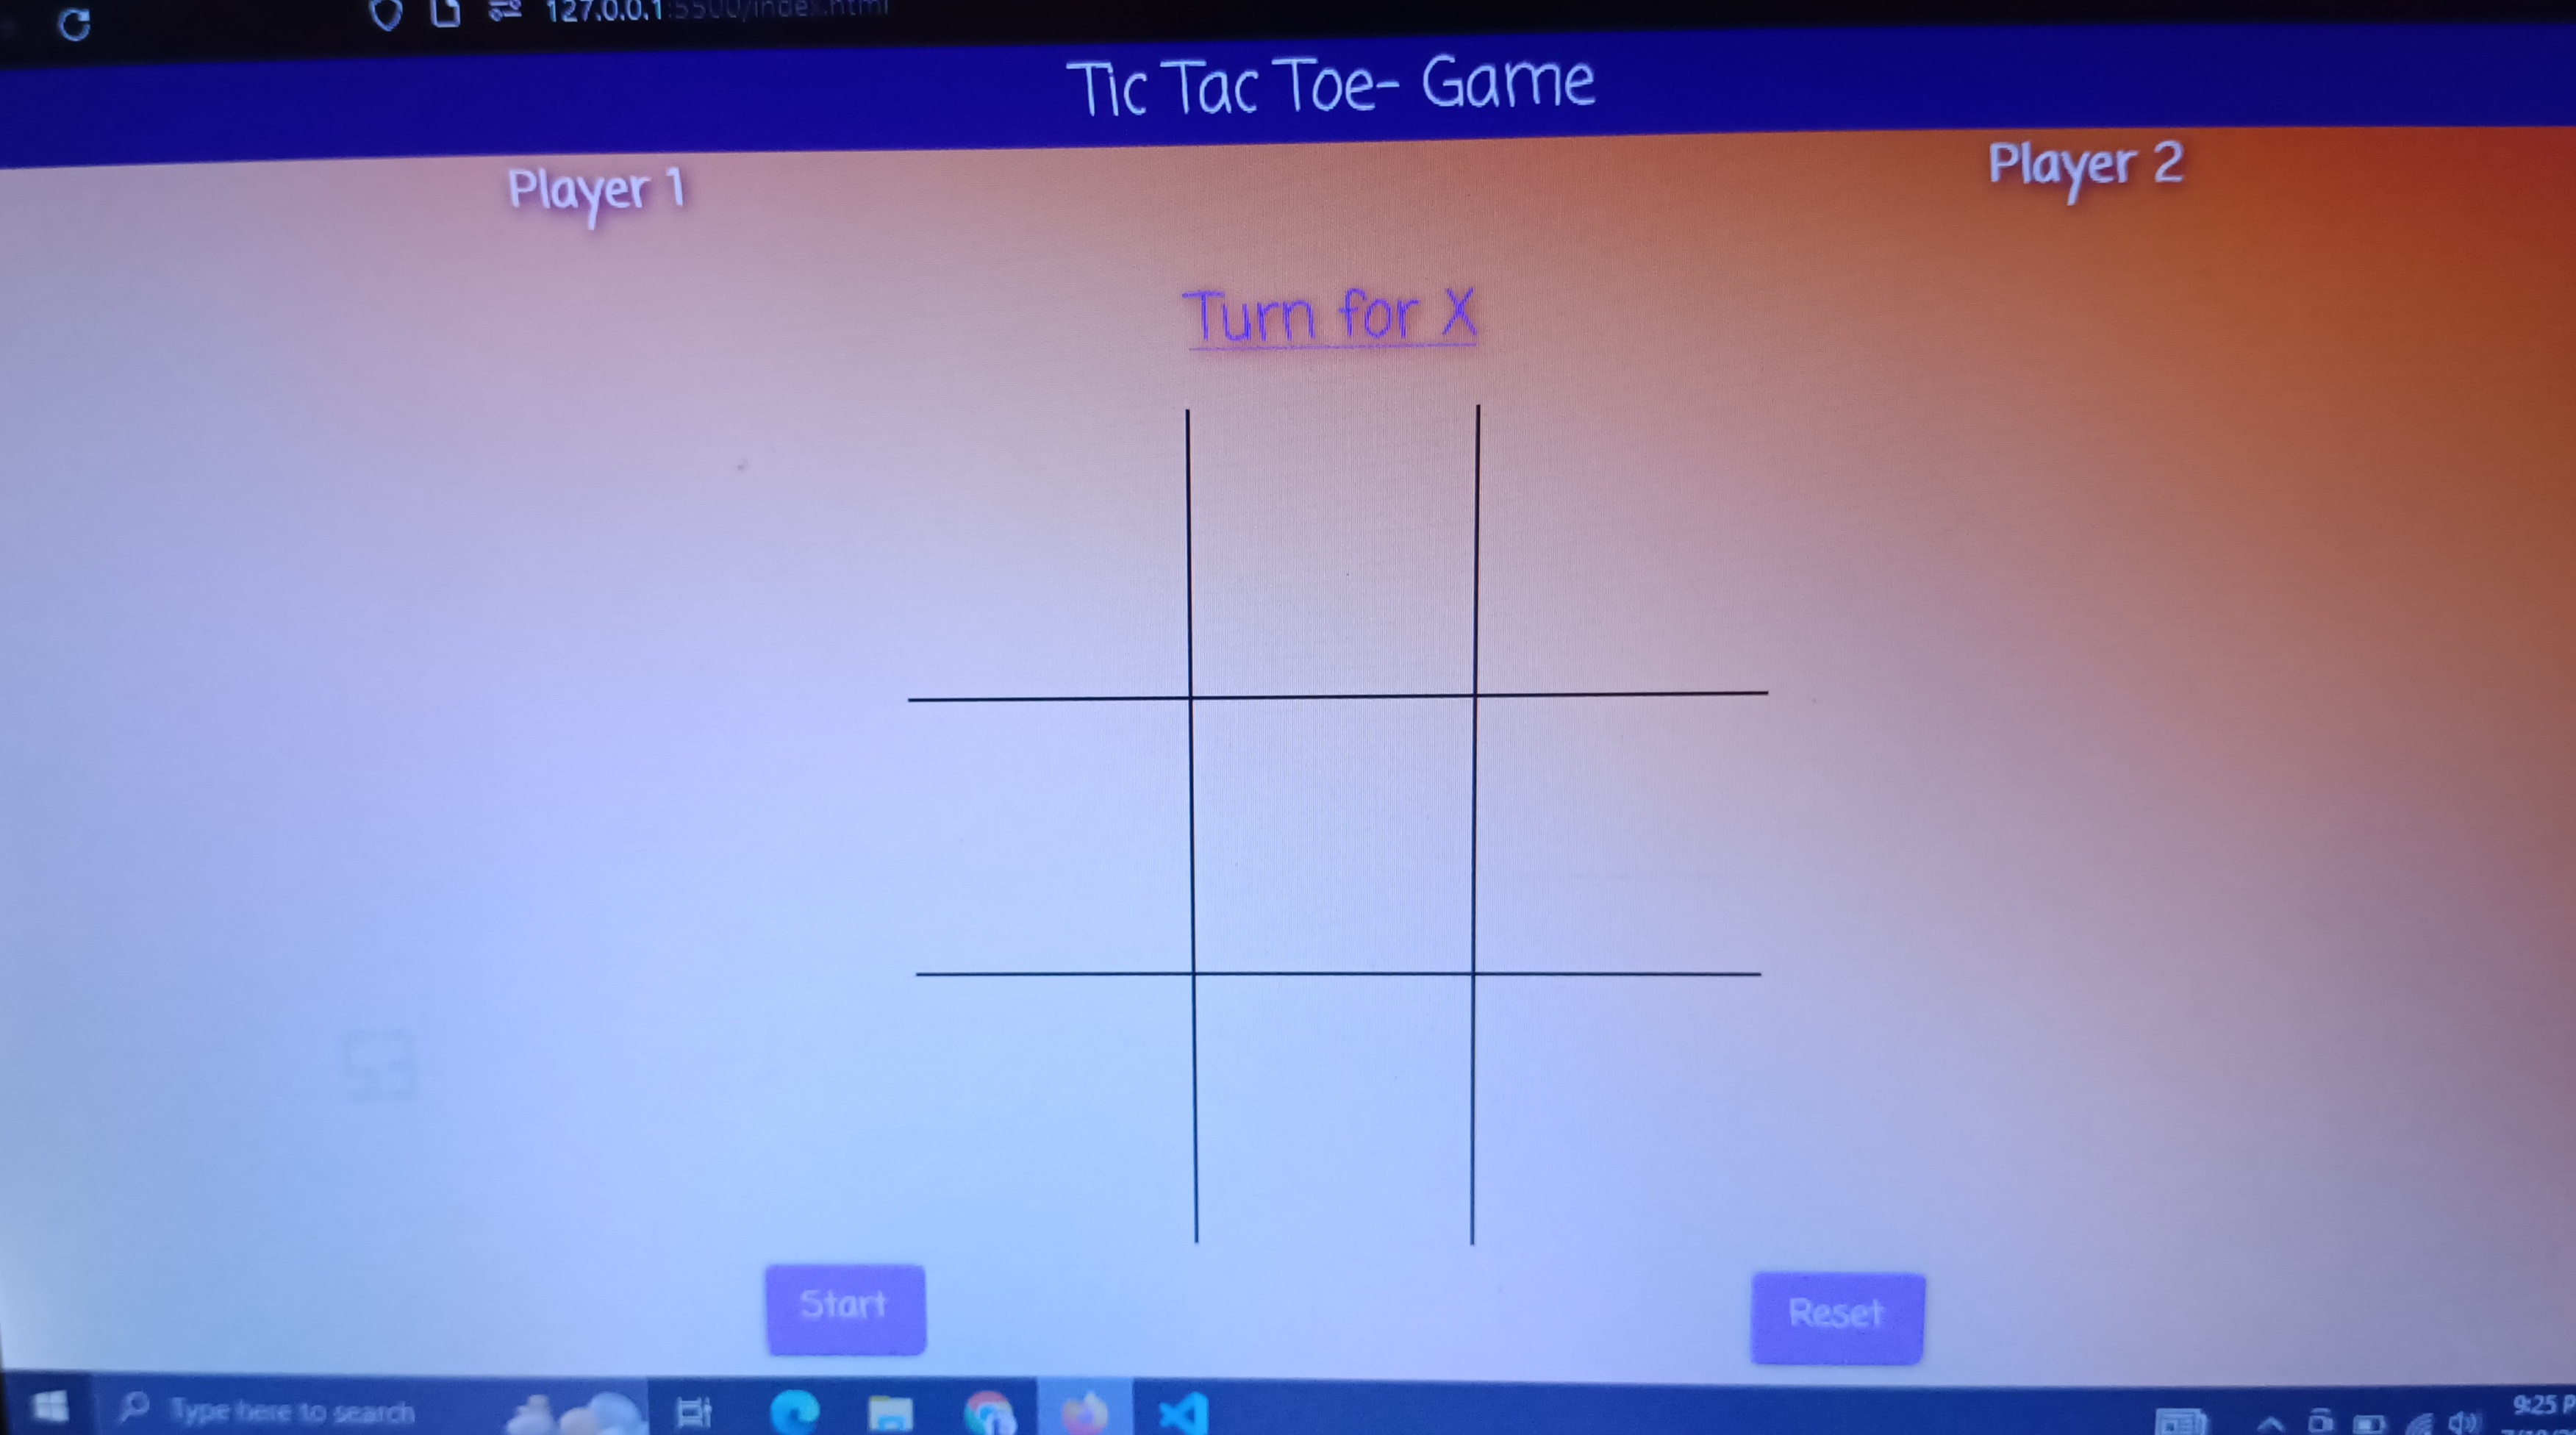 127.0.0.1:5500/index.html
Tic Tac Toe- Game
Player 1
Player 2
Turn for X
Start
Reset
Type here to search
9:25 P